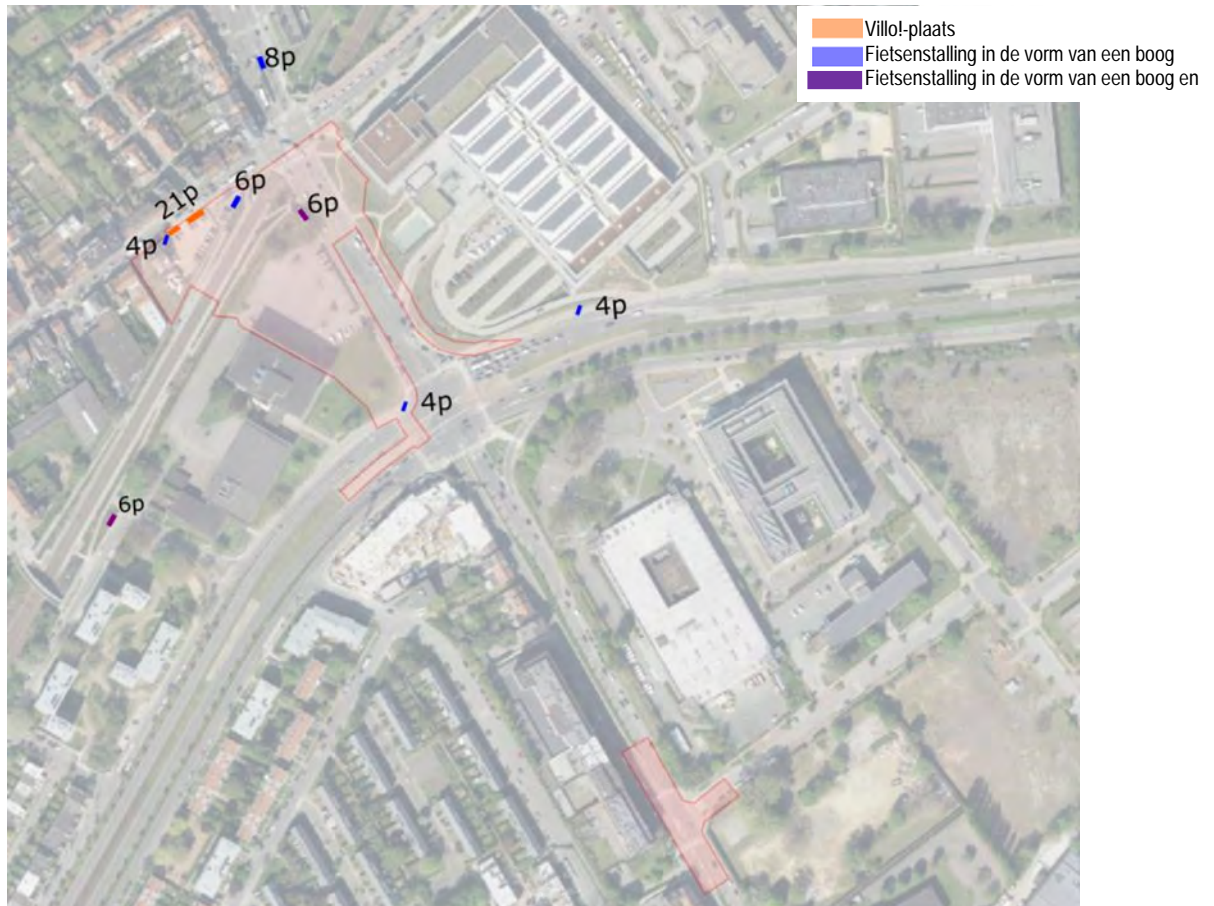 Villo!-plaats
Fietsenstalling in de vorm van een boog
Fietsenstalling in de vorm van een boog en
8p
21p
6p
6p
4p
4p
4p
6p